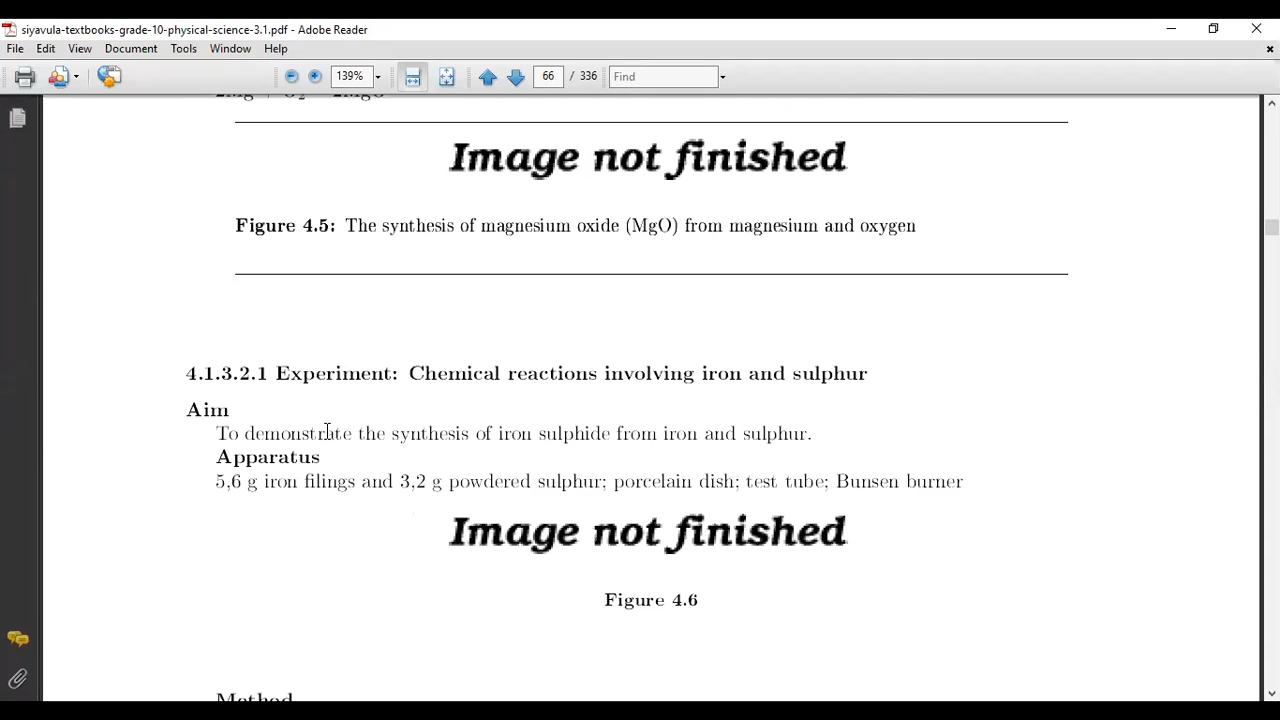 siyavula-textbooks-grade-10-physical-science-3.1.pdf - Adobe Reader
File Edit View Document Tools Window Help
139% 66 / 336 Find
2Mg + O2 2MgO
Image not finished
Figure 4.5: The synthesis of magnesium oxide (MgO) from magnesium and oxygen
4.1.3.2.1 Experiment: Chemical reactions involving iron and sulphur
Aim
To demonstrate the synthesis of iron sulphide from iron and sulphur.
Apparatus
5,6 g iron filings and 3,2 g powdered sulphur; porcelain dish; test tube; Bunsen burner
Image not finished
Figure 4.6
Method